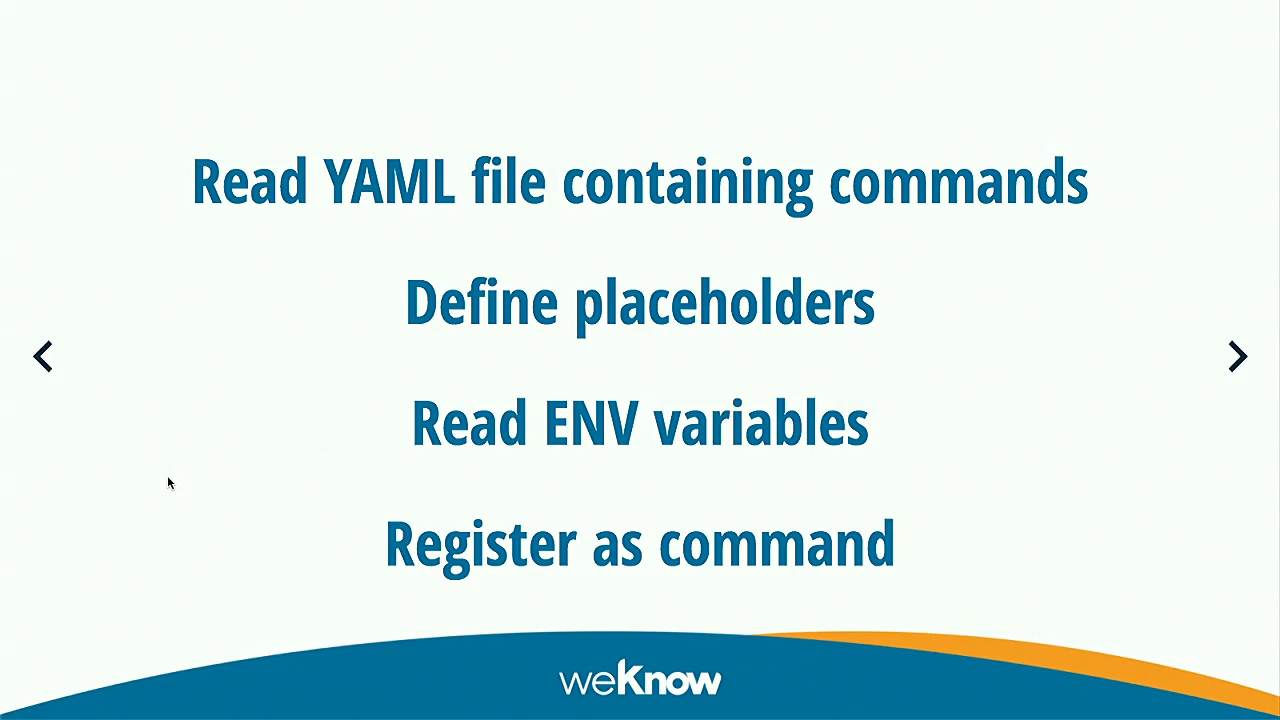 Read YAML file containing commands
Define placeholders
Read ENV variables
Register as command
weKnow